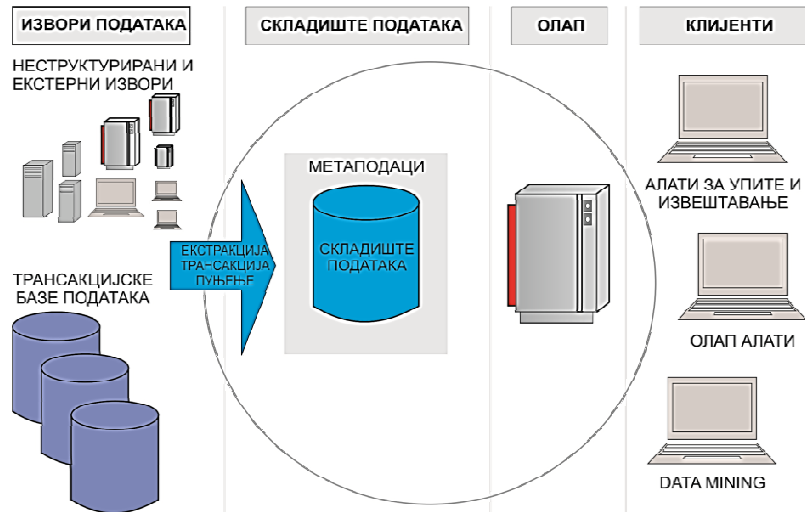 ИЗВОРИ ПОДАТАКА
СКЛАДИШТЕ ПОДАТАКА
ОЛАП
КЛИЈЕНТИ
НЕСТРУКТУРИРАНИ И
ЕКСТЕРНИ ИЗВОРИ
МЕТАПОДАЦИ
СКЛАДИШТЕ
ПОДАТАКА
ЕКСТРАКЦИЈА
ТРА-САКЦИЈА
ПУЊЕЊЕ
ТРАНСАКЦИЈСКЕ
БАЗЕ ПОДАТАКА
АЛАТИ ЗА УПИТЕ И
ИЗВЕШТАВАЊЕ
ОЛАП АЛАТИ
DATA MINING